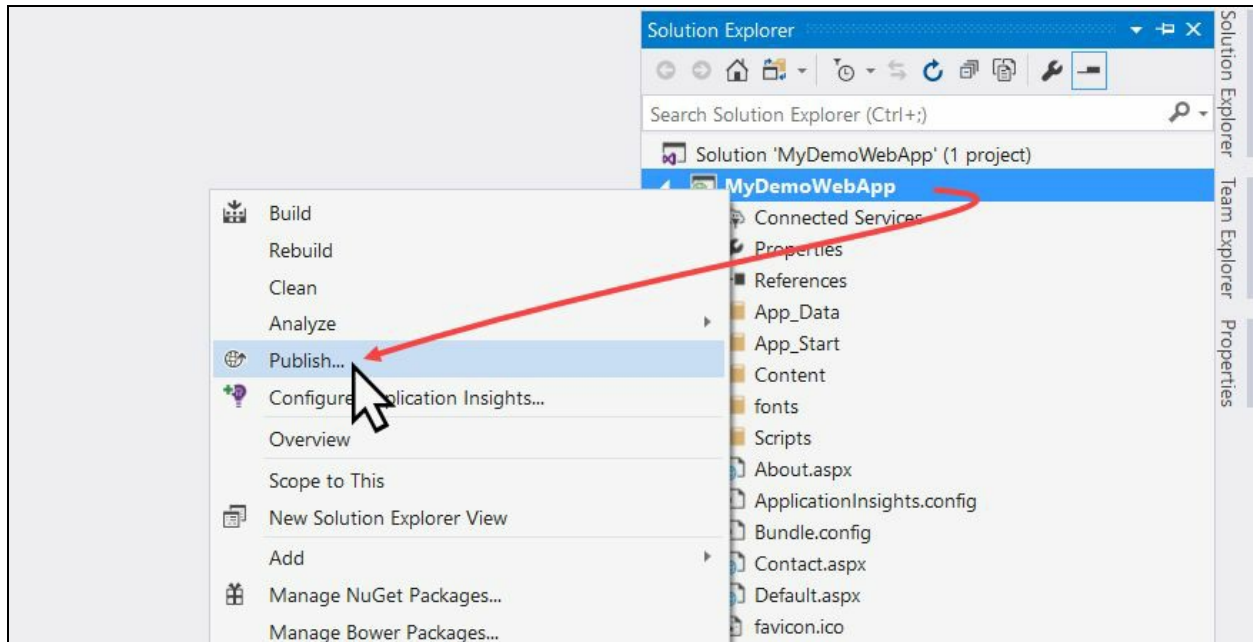 Solution Explorer
Search Solution Explorer (Ctrl+;)
Solution 'MyDemoWebApp' (1 project)
MyDemoWebApp
Connected Services
Properties
References
App_Data
App_Start
Content
fonts
Scripts
About.aspx
ApplicationInsights.config
Bundle.config
Contact.aspx
Default.aspx
favicon.ico
Build
Rebuild
Clean
Analyze
Publish...
Configure Application Insights...
Overview
Scope to This
New Solution Explorer View
Add
Manage NuGet Packages...
Manage Bower Packages...
Solution Explorer
Team Explorer
Properties